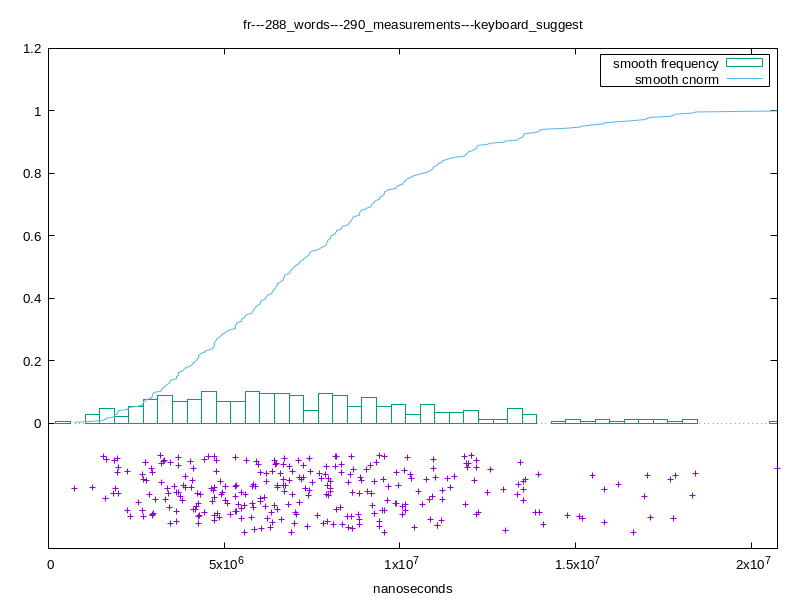 fr---288_words---290_measurements---keyboard_suggest
1.2
smooth frequency
smooth cnorm
1
0.8
0.6
0.4
0.2
0
0 5x10⁶ 1x10⁷ 1.5x10⁷ 2x10⁷
nanoseconds